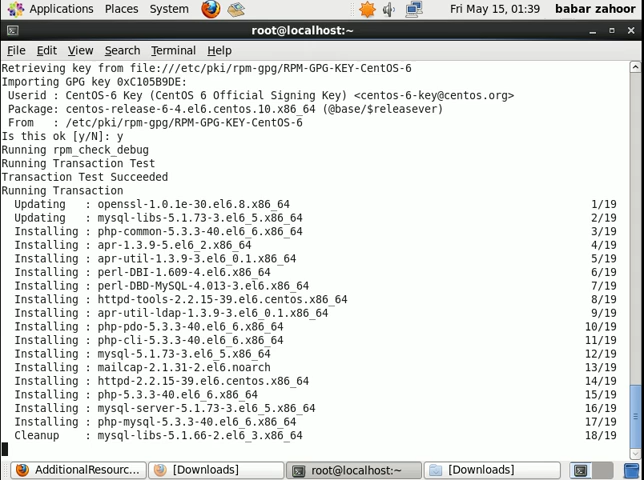 Applications Places System Fri May 15, 01:39 babar zahoor
root@localhost:~
File Edit View Search Terminal Help
Retrieving key from file:///etc/pki/rpm-gpg/RPM-GPG-KEY-CentOS-6
Importing GPG key 0xC105B9DE:
Userid : CentOS-6 Key (CentOS 6 Official Signing Key) <centos-6-key@centos.org>
Package: centos-release-6-4.el6.centos.10.x86_64 (@base/$releasever)
From : /etc/pki/rpm-gpg/RPM-GPG-KEY-CentOS-6
Is this ok [y/N]: y
Running rpm_check_debug
Running Transaction Test
Transaction Test Succeeded
Running Transaction
Updating : openssl-1.0.1e-30.el6.8.x86_64 1/19
Updating : mysql-libs-5.1.73-3.el6_5.x86_64 2/19
Installing : php-common-5.3.3-40.el6_6.x86_64 3/19
Installing : apr-1.3.9-5.el6_2.x86_64 4/19
Installing : apr-util-1.3.9-3.el6_0.1.x86_64 5/19
Installing : perl-DBI-1.609-4.el6.x86_64 6/19
Installing : perl-DBD-MySQL-4.013-3.el6.x86_64 7/19
Installing : httpd-tools-2.2.15-39.el6.centos.x86_64 8/19
Installing : apr-util-ldap-1.3.9-3.el6_0.1.x86_64 9/19
Installing : php-pdo-5.3.3-40.el6_6.x86_64 10/19
Installing : php-cli-5.3.3-40.el6_6.x86_64 11/19
Installing : mysql-5.1.73-3.el6_5.x86_64 12/19
Installing : mailcap-2.1.31-2.el6.noarch 13/19
Installing : httpd-2.2.15-39.el6.centos.x86_64 14/19
Installing : php-5.3.3-40.el6_6.x86_64 15/19
Installing : mysql-server-5.1.73-3.el6_5.x86_64 16/19
Installing : php-mysql-5.3.3-40.el6_6.x86_64 17/19
Cleanup : mysql-libs-5.1.66-2.el6_3.x86_64 18/19
AdditionalResourc... [Downloads] root@localhost:~ [Downloads]